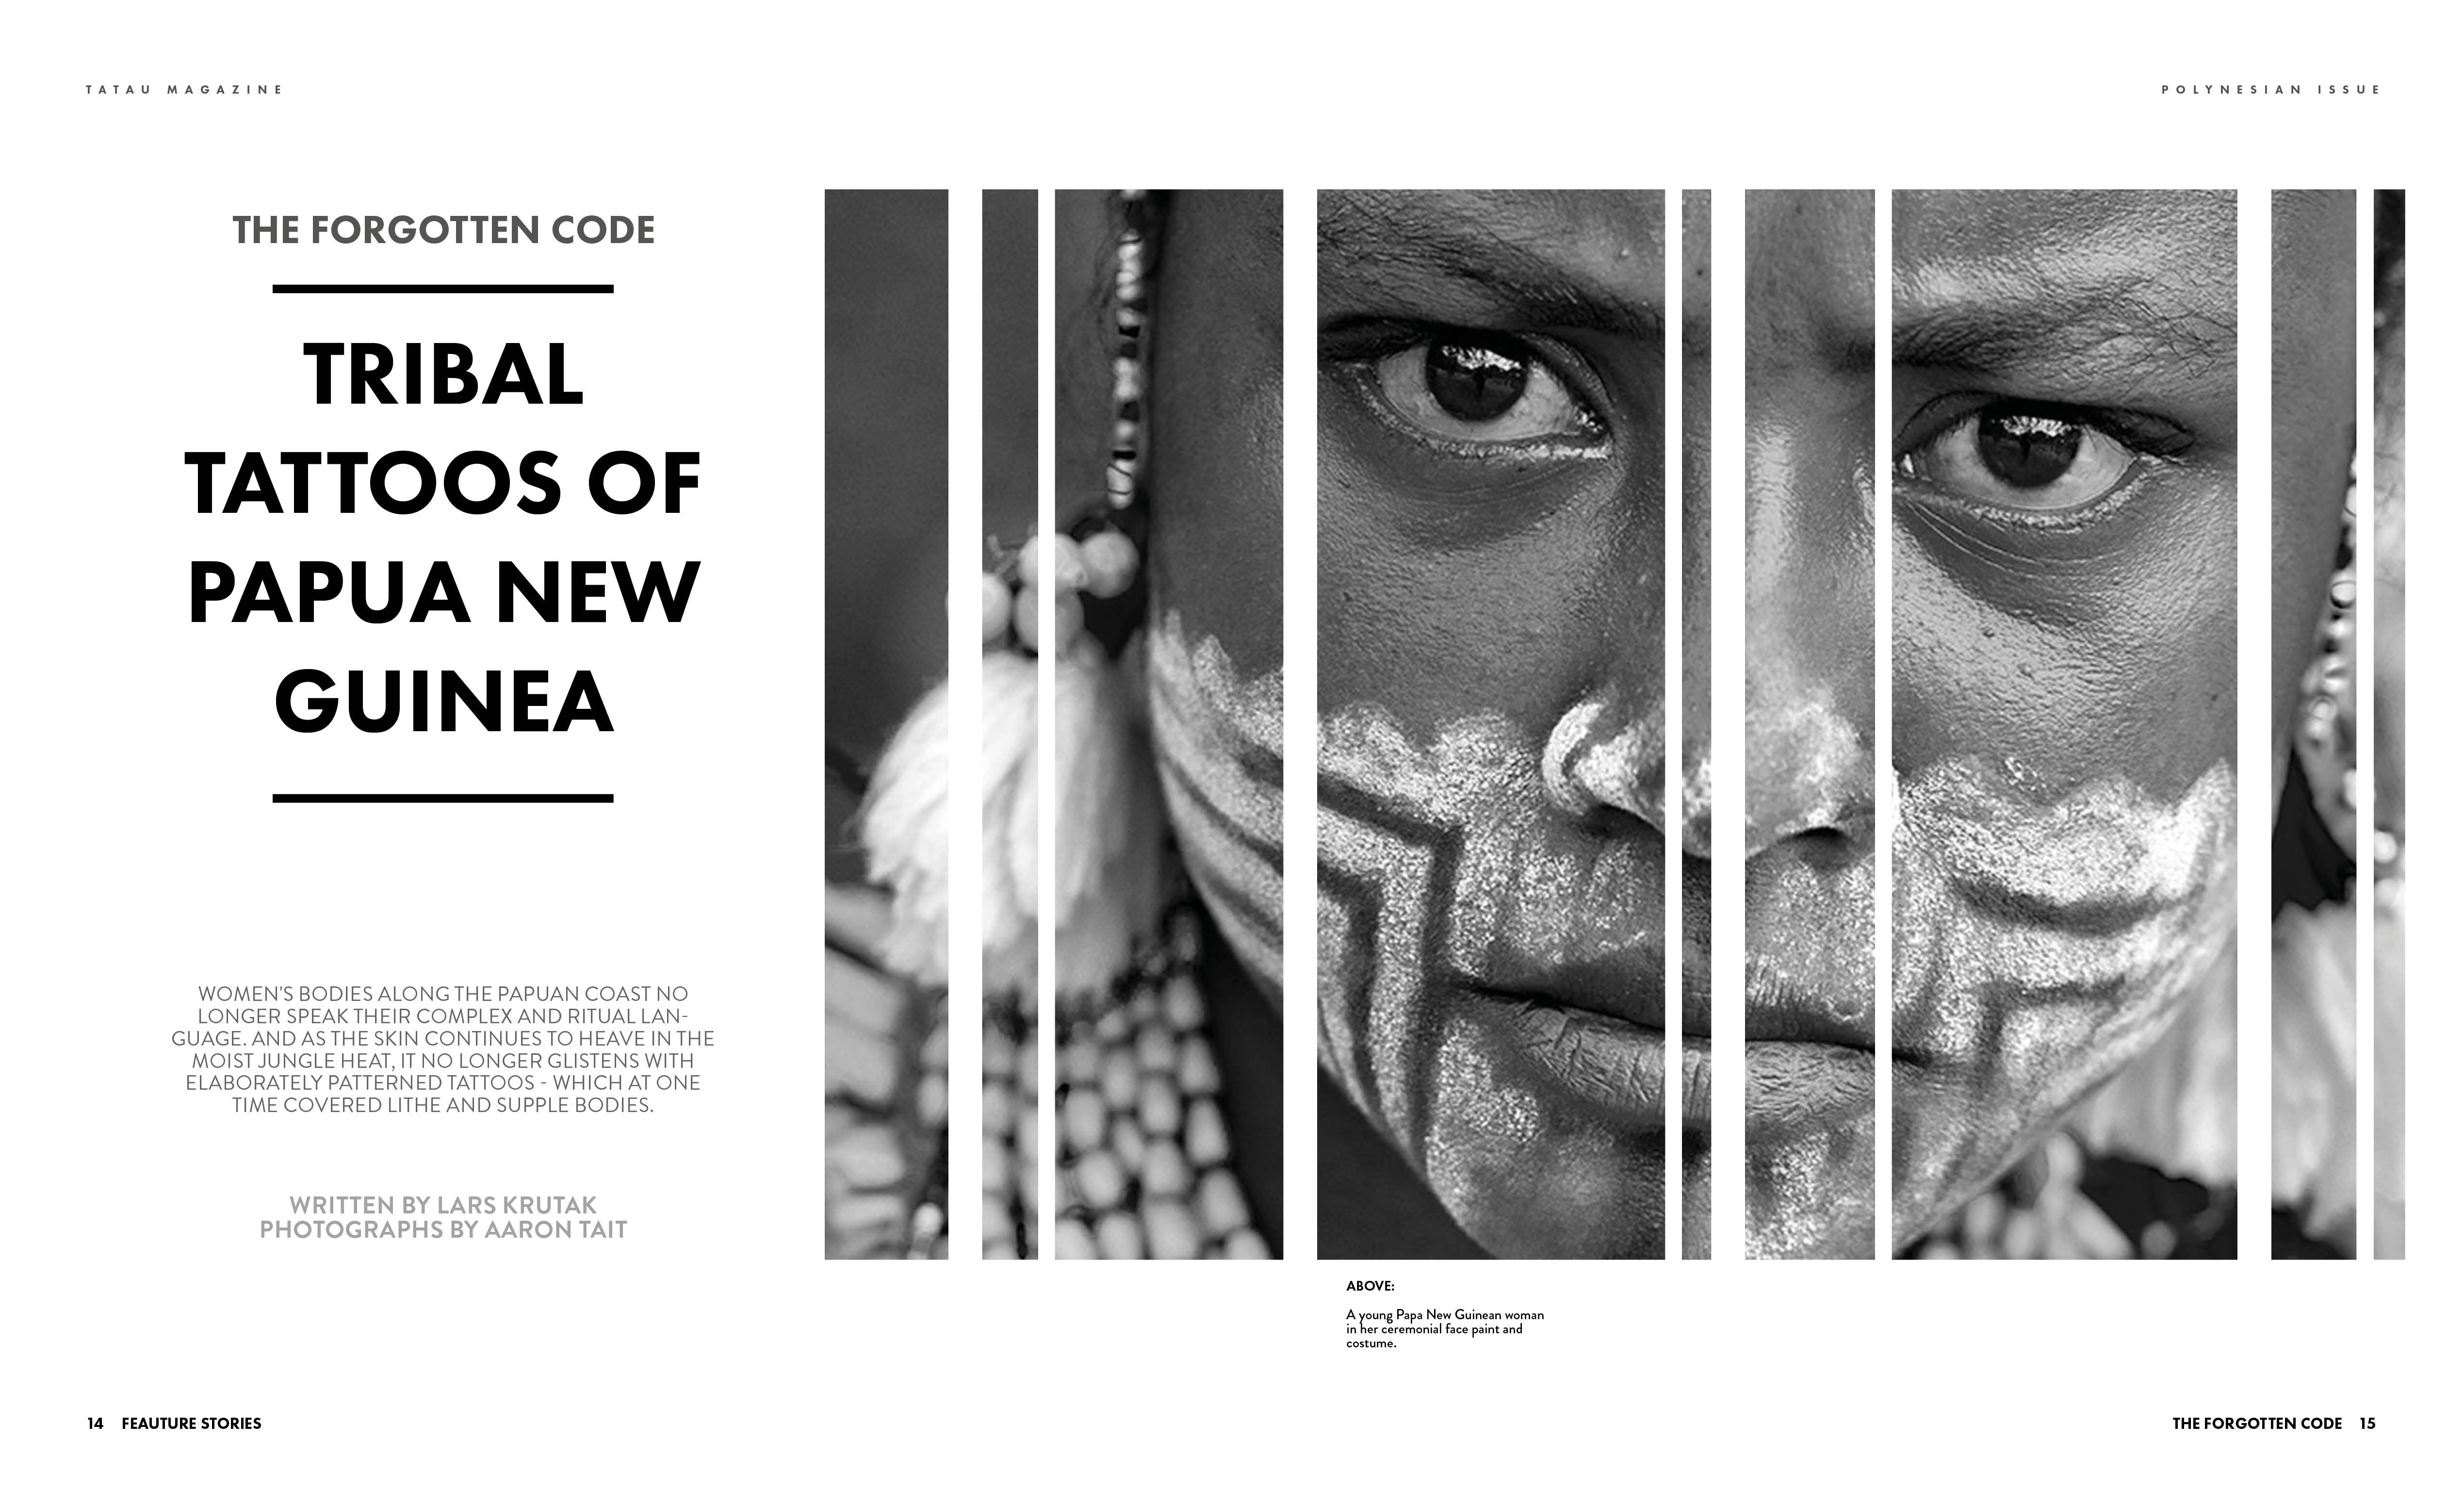 TATAU MAGAZINE
POLYNESIAN ISSUE
THE FORGOTTEN CODE
TRIBAL
TATTOOS OF
PAPUA NEW
GUINEA
WOMEN'S BODIES ALONG THE PAPUAN COAST NO
LONGER SPEAK THEIR COMPLEX AND RITUAL LAN-
GUAGE. AND AS THE SKIN CONTINUES TO HEAVE IN THE
MOIST JUNGLE HEAT, IT NO LONGER GLISTENS WITH
ELABORATELY PATTERNED TATTOOS - WHICH AT ONE
TIME COVERED LITHE AND SUPPLE BODIES.
WRITTEN BY LARS KRUTAK
PHOTOGRAPHS BY AARON TAIT
ABOVE:
A young Papa New Guinean woman
in her ceremonial face paint and
costume.
14 FEAUTURE STORIES
THE FORGOTTEN CODE 15